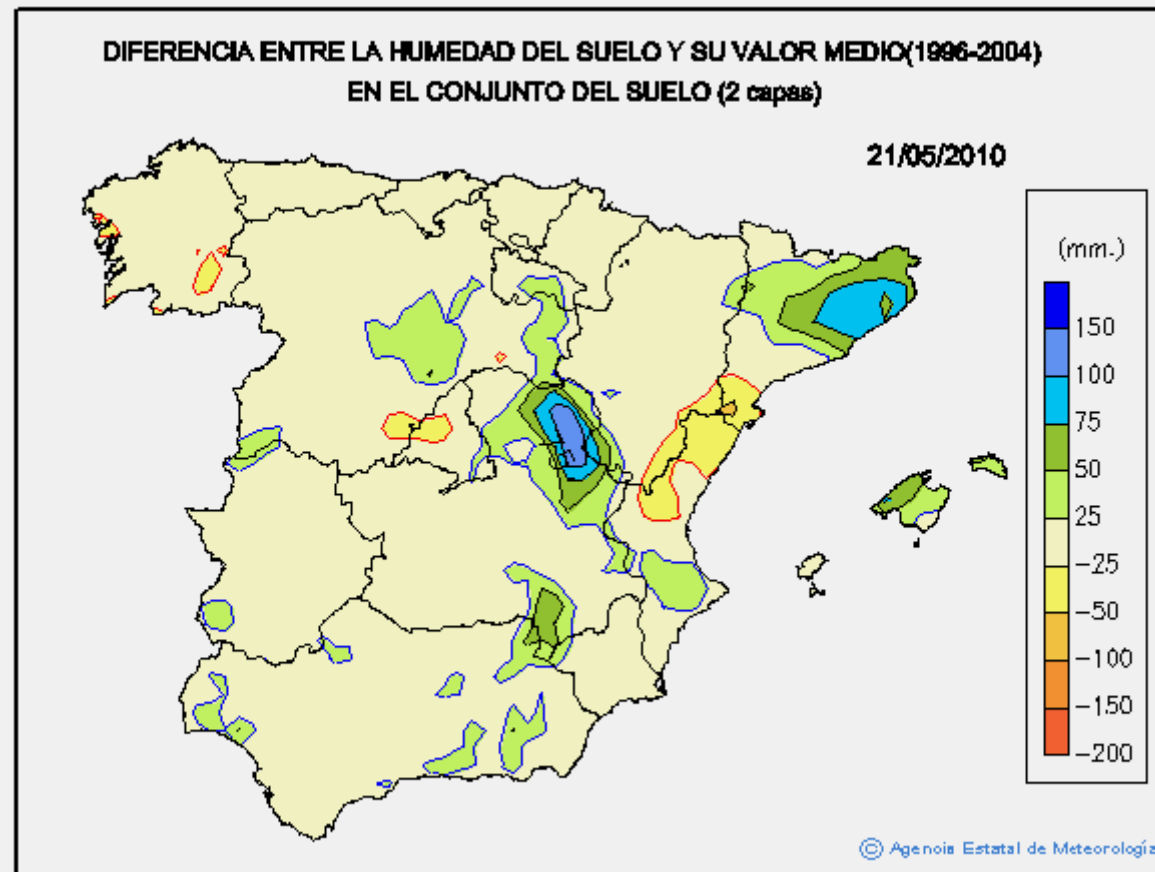 DIFERENCIA ENTRE LA HUMEDAD DEL SUELO Y SU VALOR MEDIO(1996-2004)
EN EL CONJUNTO DEL SUELO (2 capas)
21/05/2010
(mm.)
150
100
75
50
25
-25
-50
-100
-150
-200
© Agencia Estatal de Meteorología